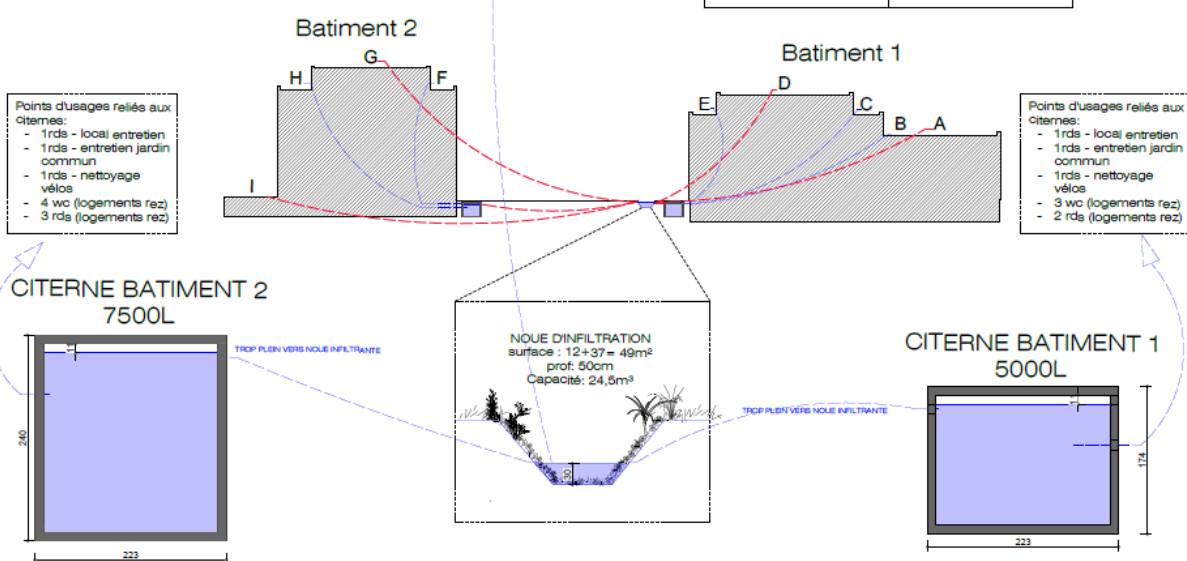 Batiment 2
G
H
F
I
Batiment 1
D
E
C
B
A
Points d'usages reliés aux
citernes:
- 1rds - local entretien
- 1rds - entretien jardin
commun
- 1rds - nettoyage
vélos
- 4 wc (logements rez)
- 3 rds (logements rez)
Points d'usages reliés aux
citernes:
- 1rds - local entretien
- 1rds - entretien jardin
commun
- 1rds - nettoyage
vélos
- 3 wc (logements rez)
- 2 rds (logements rez)
CITERNE BATIMENT 2
7500L
11
TROP PLEIN VERS NOUE INFILTRANTE
240
223
NOUE D'INFILTRATION
surface : 12+37= 49m²
prof: 50cm
Capacité: 24,5m³
30
CITERNE BATIMENT 1
5000L
11
TROP PLEIN VERS NOUE INFILTRANTE
174
223